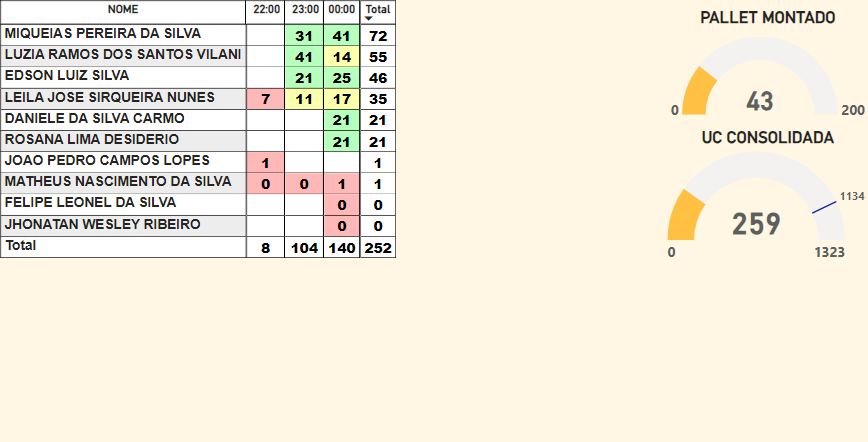 NOME 22:00 23:00 00:00 Total
MIQUEIAS PEREIRA DA SILVA 31 41 72
LUZIA RAMOS DOS SANTOS VILANI 41 14 55
EDSON LUIZ SILVA 21 25 46
LEILA JOSE SIRQUEIRA NUNES 7 11 17 35
DANIELE DA SILVA CARMO 21 21
ROSANA LIMA DESIDERIO 21 21
JOAO PEDRO CAMPOS LOPES 1 1
MATHEUS NASCIMENTO DA SILVA 0 0 1 1
FELIPE LEONEL DA SILVA 0 0
JHONATAN WESLEY RIBEIRO 0 0
Total 8 104 140 252
PALLET MONTADO
43
0 200
UC CONSOLIDADA
1134
259
0 1323